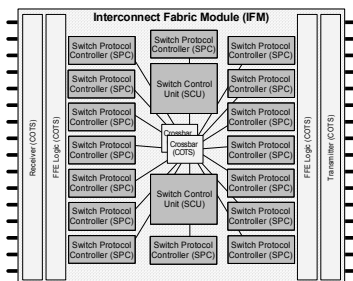 Interconnect Fabric Module (IFM)
Receiver (COTS)
FFE Logic (COTS)
Switch Protocol
Controller (SPC)
Switch Protocol
Controller (SPC)
Switch Protocol
Controller (SPC)
Switch Protocol
Controller (SPC)
Switch Protocol
Controller (SPC)
Switch Protocol
Controller (SPC)
Switch Protocol
Controller (SPC)
Switch Protocol
Controller (SPC)
Switch Control
Unit (SCU)
Crossbar
Crossbar
(COTS)
Switch Control
Unit (SCU)
Switch Protocol
Controller (SPC)
Switch Protocol
Controller (SPC)
Switch Protocol
Controller (SPC)
Switch Protocol
Controller (SPC)
Switch Protocol
Controller (SPC)
Switch Protocol
Controller (SPC)
Switch Protocol
Controller (SPC)
Switch Protocol
Controller (SPC)
FFE Logic (COTS)
Transmitter (COTS)